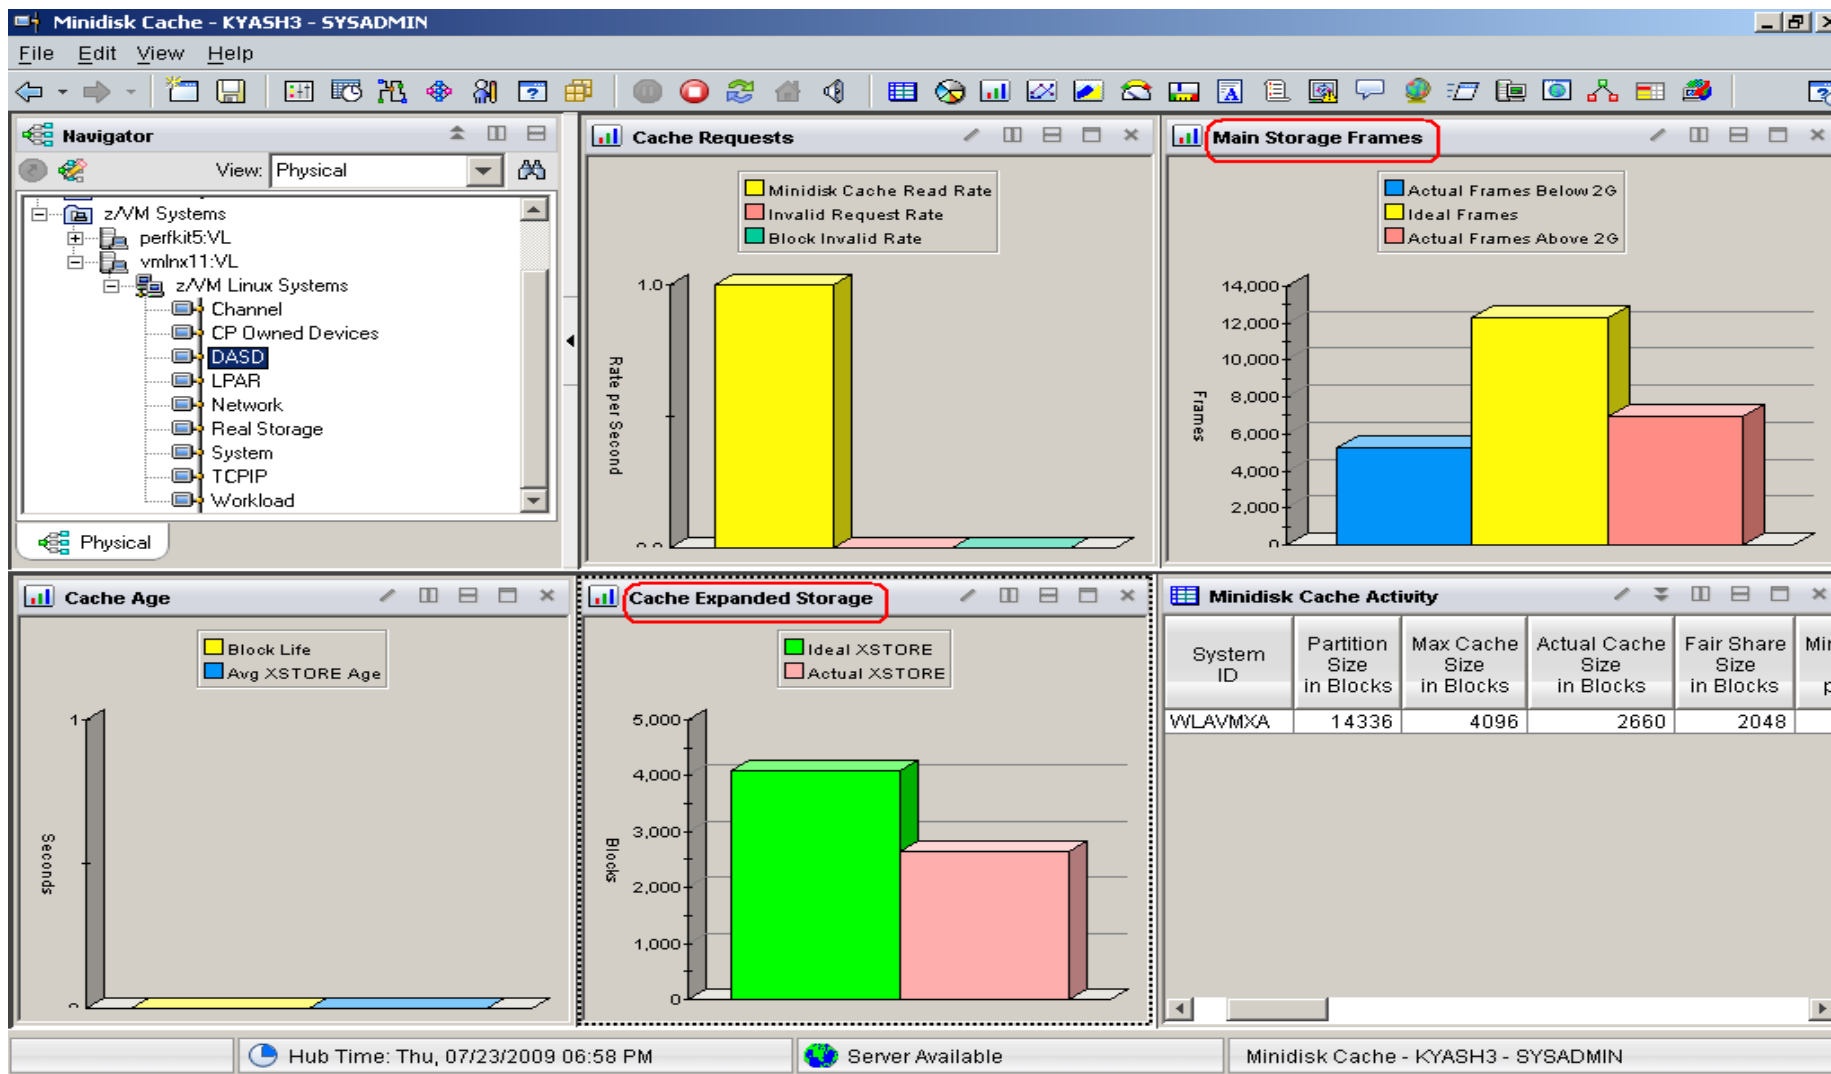 Minidisk Cache - KYASH3 - SYSADMIN
File Edit View Help
Navigator
View: Physical
z/VM Systems
perfkit5:VL
vmlnx11:VL
z/VM Linux Systems
Channel
CP Owned Devices
DASD
LPAR
Network
Real Storage
System
TCPIP
Workload
Physical
Cache Requests
Minidisk Cache Read Rate
Invalid Request Rate
Block Invalid Rate
1.0
Rate per Second
Main Storage Frames
Actual Frames Below 2G
Ideal Frames
Actual Frames Above 2G
14,000
12,000
10,000
8,000
6,000
4,000
2,000
0
Frames
Cache Age
Block Life
Avg XSTORE Age
1
Seconds
Cache Expanded Storage
Ideal XSTORE
Actual XSTORE
5,000
4,000
3,000
2,000
1,000
0
Blocks
Minidisk Cache Activity
System ID
Partition Size in Blocks
Max Cache Size in Blocks
Actual Cache Size in Blocks
Fair Share Size in Blocks
WLAVMXA 14336 4096 2660 2048
Hub Time: Thu, 07/23/2009 06:58 PM
Server Available
Minidisk Cache - KYASH3 - SYSADMIN